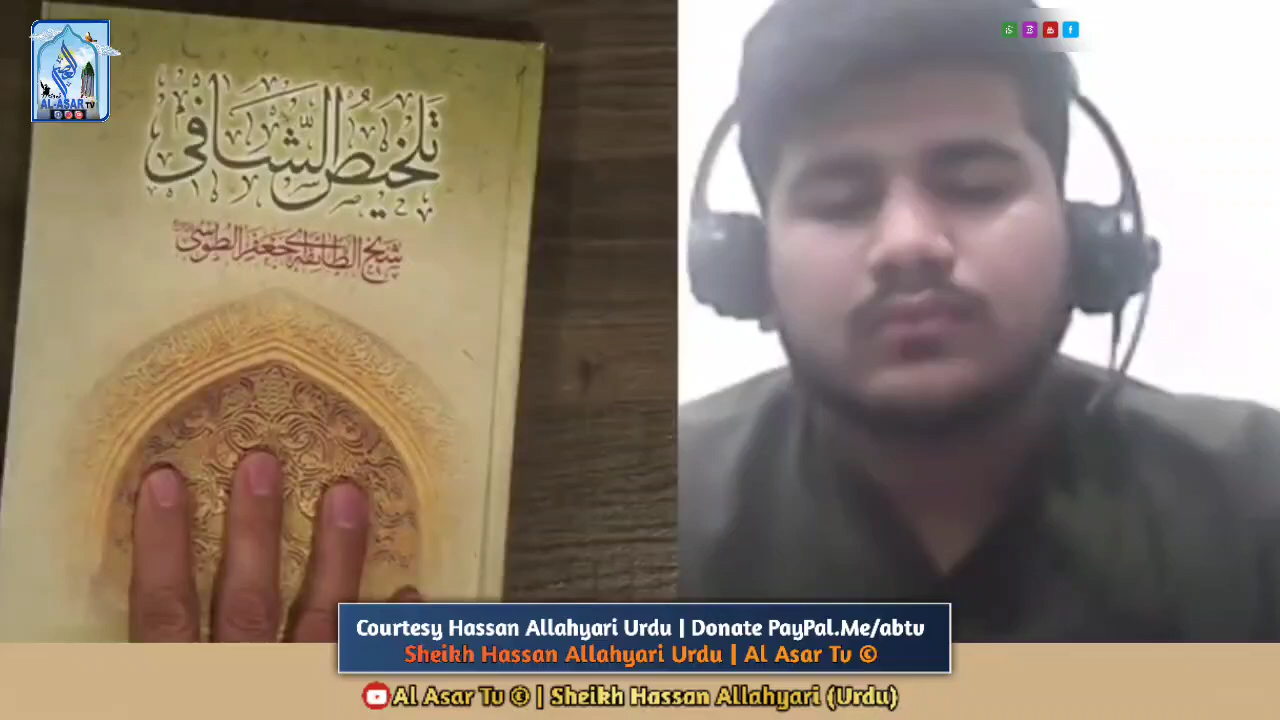 AL-ASAR TV
تلخيص الشافي
شيخ الطائفة أبي جعفر الطوسي
Courtesy Hassan Allahyari Urdu | Donate PayPal.Me/abtv
Sheikh Hassan Allahyari Urdu | Al Asar Tv ©
Al Asar Tv © | Sheikh Hassan Allahyari (Urdu)